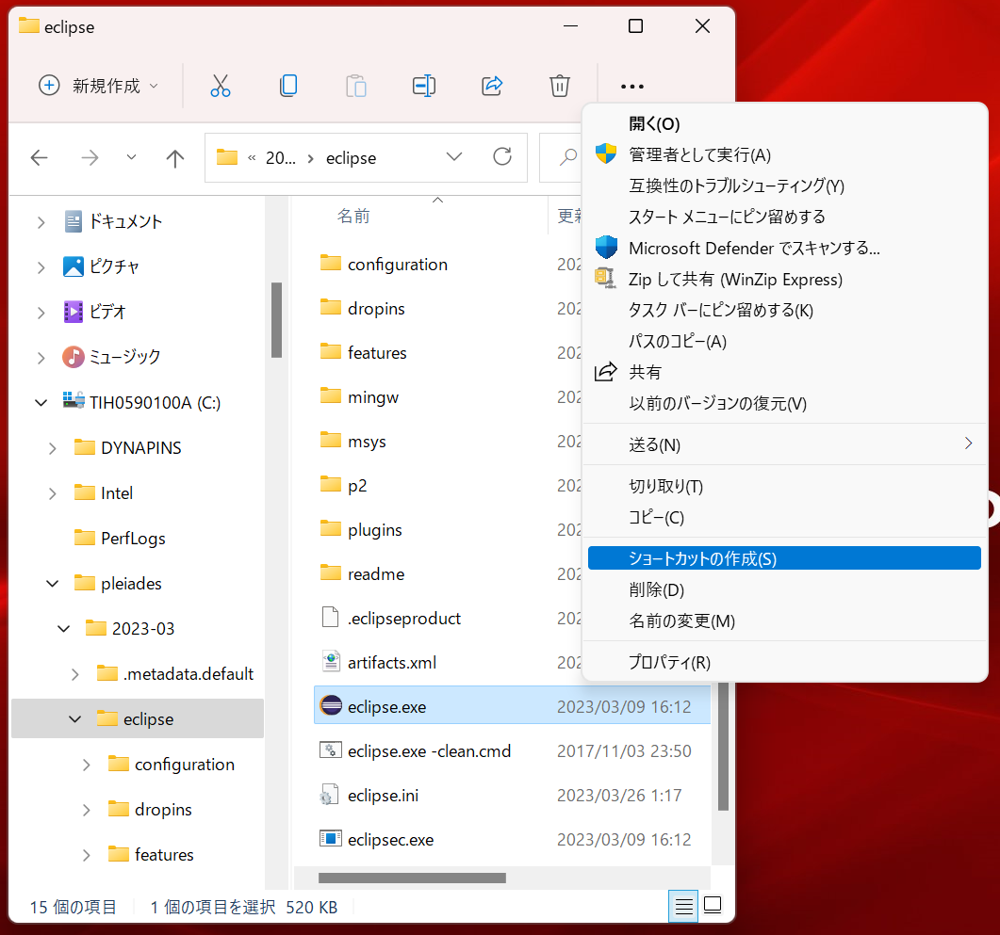 eclipse
新規作成
« 20... › eclipse
ドキュメント
ピクチャ
ビデオ
ミュージック
TIH0590100A (C:)
DYNAPINS
Intel
PerfLogs
pleiades
2023-03
.metadata.default
eclipse
configuration
dropins
features
名前 更新
configuration 202
dropins 202
features 202
mingw 202
msys 202
p2 202
plugins 202
readme 202
.eclipseproduct 202
artifacts.xml 202
eclipse.exe 2023/03/09 16:12
eclipse.exe -clean.cmd 2017/11/03 23:50
eclipse.ini 2023/03/26 1:17
eclipsec.exe 2023/03/09 16:12
開く(O)
管理者として実行(A)
互換性のトラブルシューティング(Y)
スタート メニューにピン留めする
Microsoft Defender でスキャンする...
Zip して共有 (WinZip Express)
タスク バーにピン留めする(K)
パスのコピー(A)
共有
以前のバージョンの復元(V)
送る(N)
切り取り(T)
コピー(C)
ショートカットの作成(S)
削除(D)
名前の変更(M)
プロパティ(R)
15 個の項目 1 個の項目を選択 520 KB